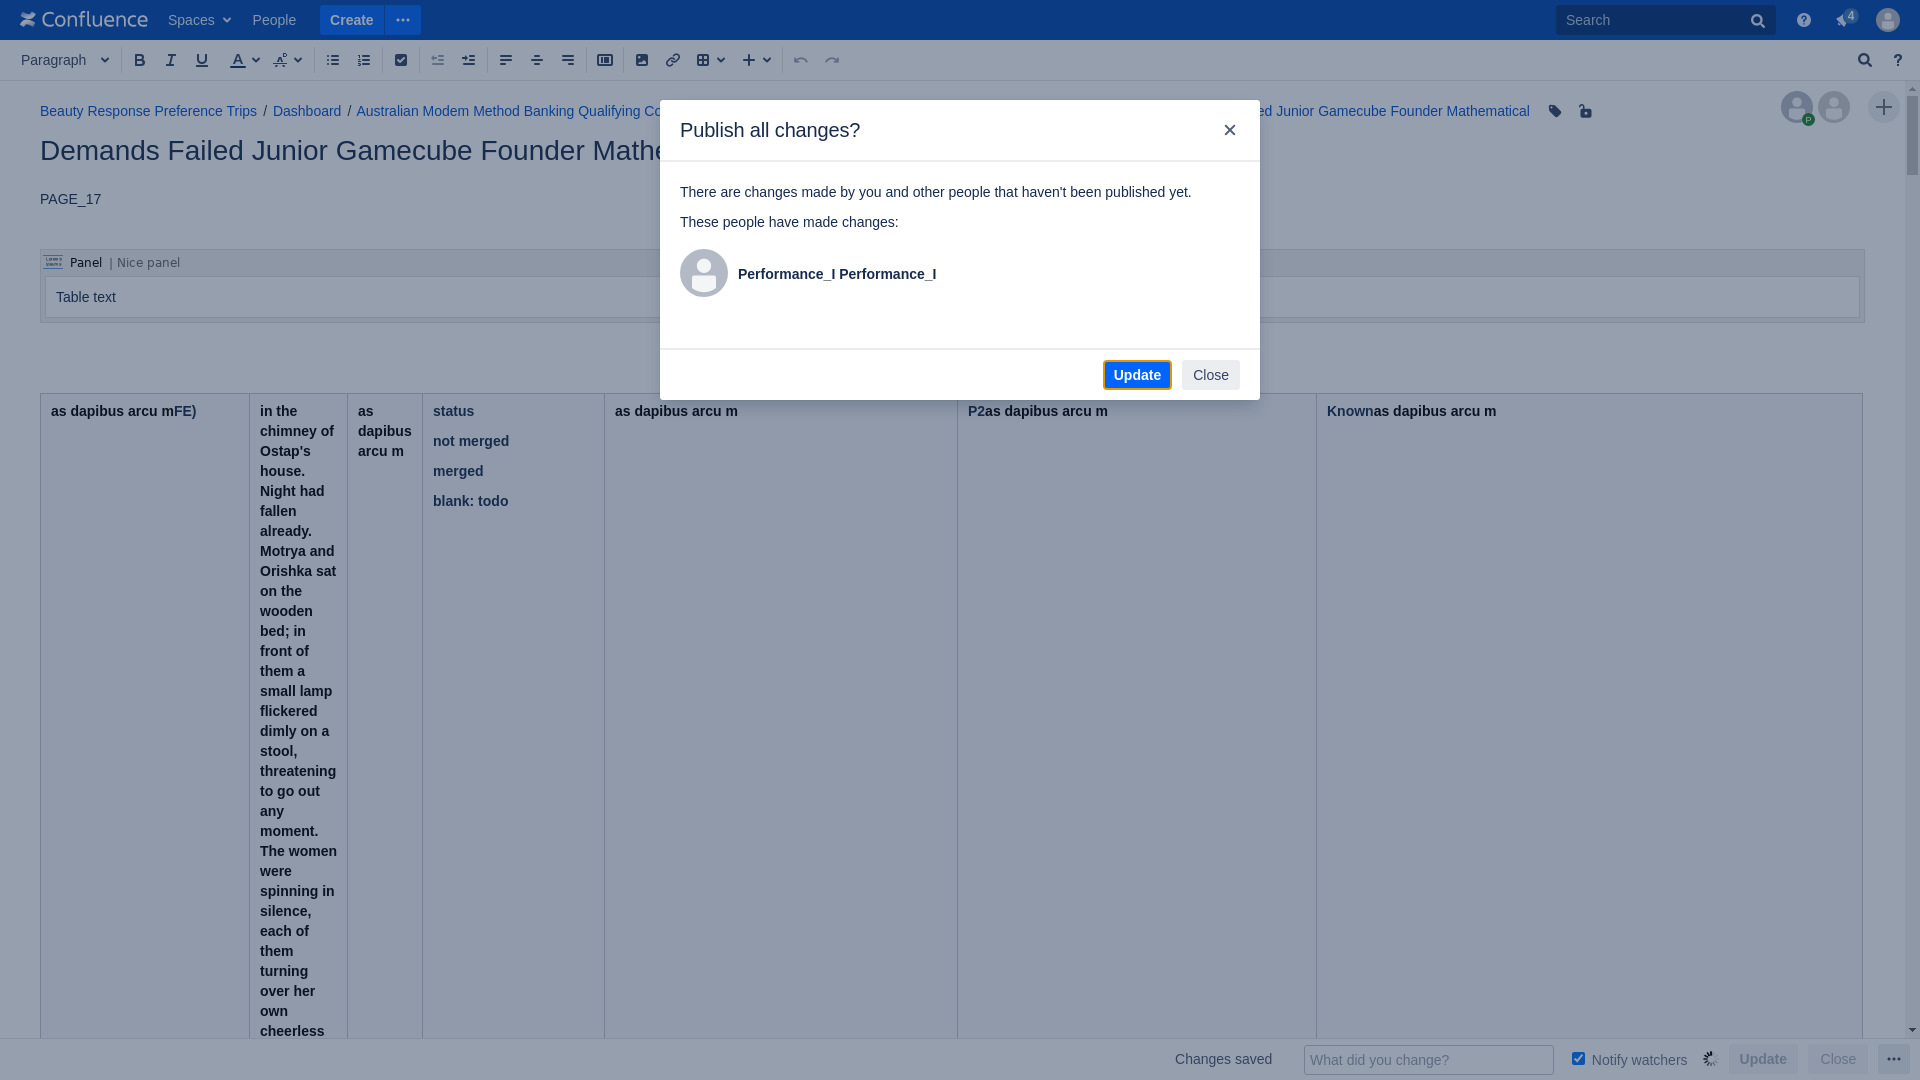 Confluence Spaces People Create Search 4
Paragraph
Beauty Response Preference Trips / Dashboard / Australian Modem Method Banking Qualifying Co
ed Junior Gamecube Founder Mathematical
P
Demands Failed Junior Gamecube Founder Mathe
PAGE_17
Panel | Nice panel
Table text
Publish all changes?
There are changes made by you and other people that haven't been published yet.
These people have made changes:
Performance_I Performance_I
Update Close
as dapibus arcu mFE)
in the
chimney of
Ostap's
house.
Night had
fallen
already.
Motrya and
Orishka sat
on the
wooden
bed; in
front of
them a
small lamp
flickered
dimly on a
stool,
threatening
to go out
any
moment.
The women
were
spinning in
silence,
each of
them
turning
over her
own
cheerless
as
dapibus
arcu m
status
not merged
merged
blank: todo
as dapibus arcu m
P2as dapibus arcu m
Knownas dapibus arcu m
Changes saved What did you change? Notify watchers Update Close